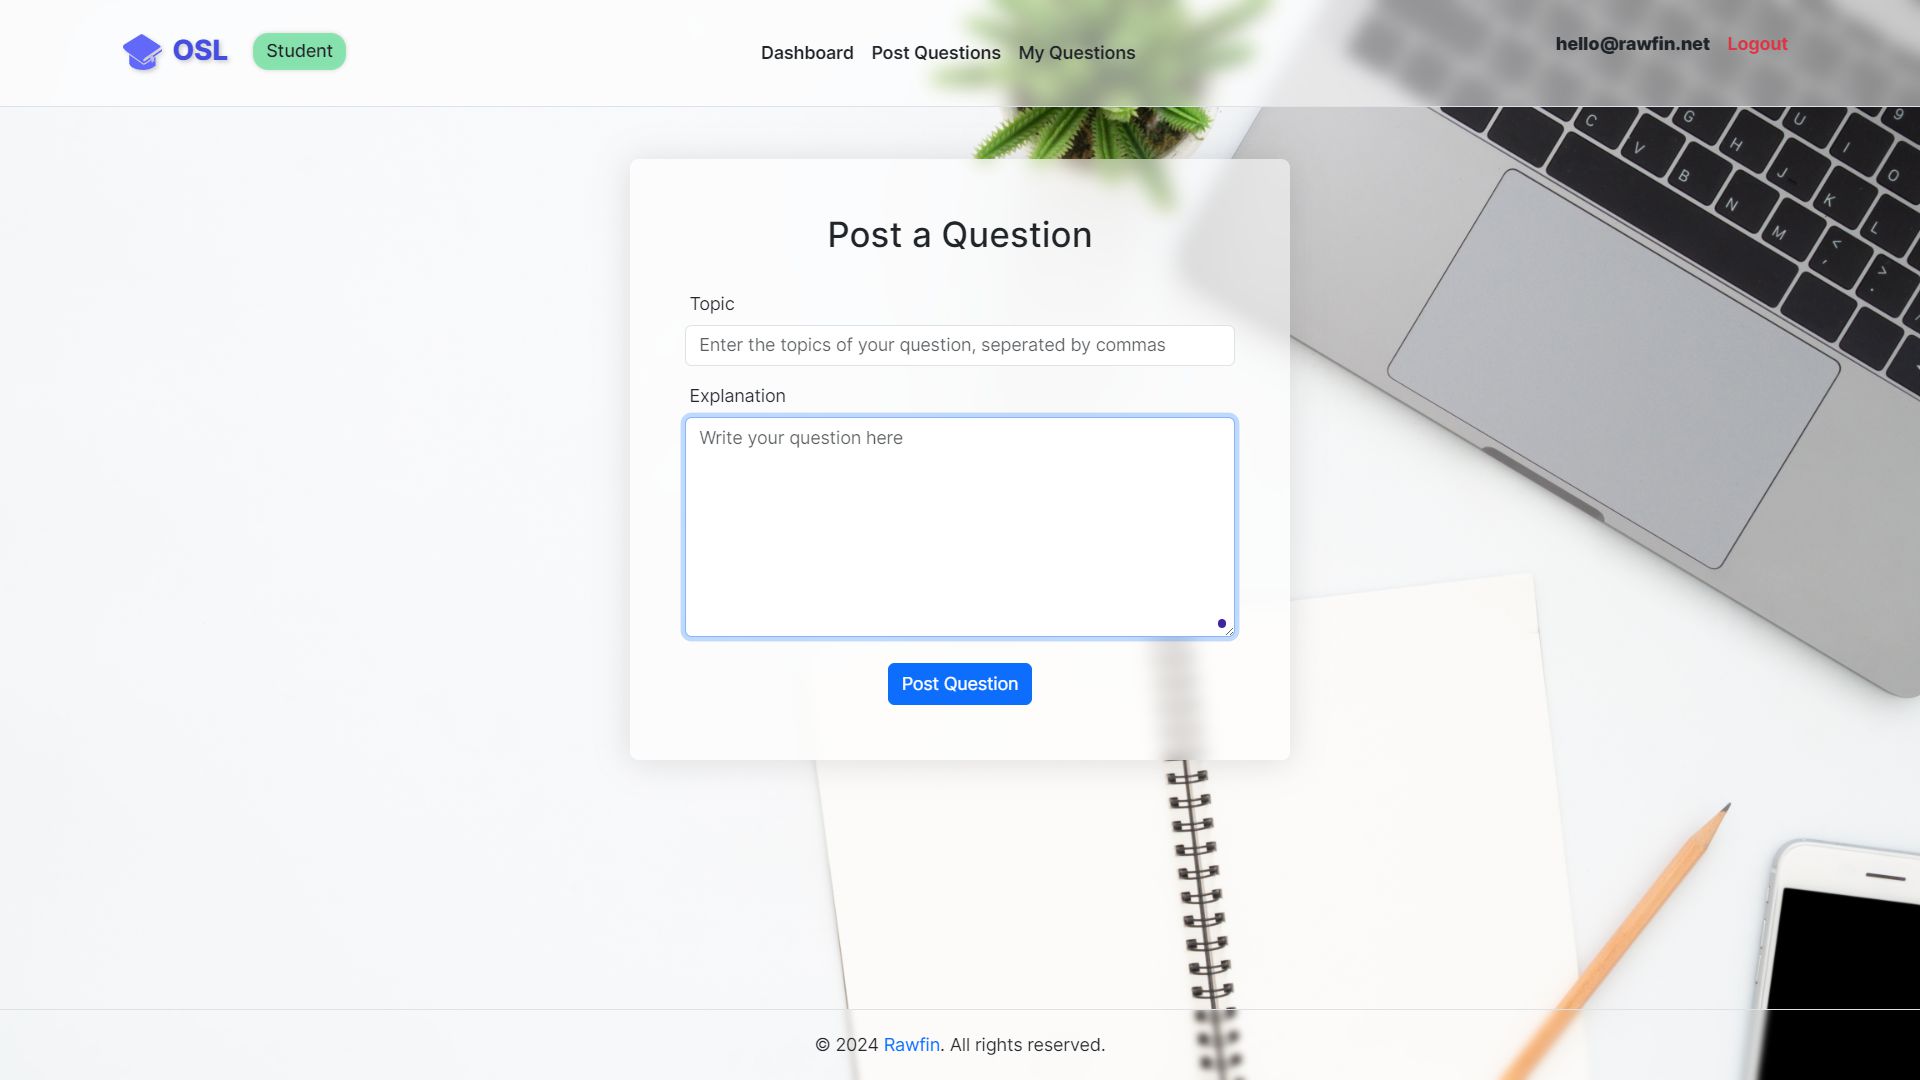 OSL
Student
Dashboard
Post Questions
My Questions
hello@rawfin.net
Logout
Post a Question
Topic
Enter the topics of your question, seperated by commas
Explanation
Write your question here
Post Question
© 2024 Rawfin. All rights reserved.
C
G
U
9
V
H
I
B
J
O
N
K
M
L
<
,
>
.